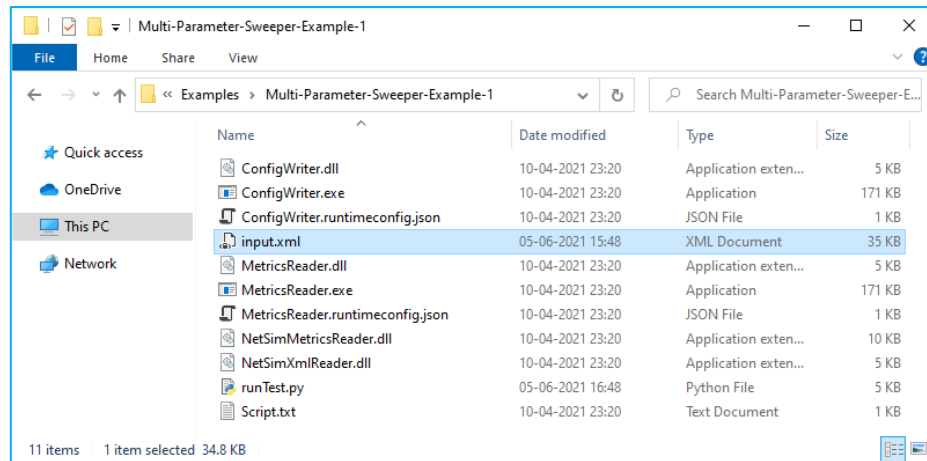 Multi-Parameter-Sweeper-Example-1
File Home Share View
« Examples > Multi-Parameter-Sweeper-Example-1 Search Multi-Parameter-Sweeper-E...
Quick access
OneDrive
This PC
Network
Name Date modified Type Size
ConfigWriter.dll 10-04-2021 23:20 Application exten... 5 KB
ConfigWriter.exe 10-04-2021 23:20 Application 171 KB
ConfigWriter.runtimeconfig.json 10-04-2021 23:20 JSON File 1 KB
input.xml 05-06-2021 15:48 XML Document 35 KB
MetricsReader.dll 10-04-2021 23:20 Application exten... 5 KB
MetricsReader.exe 10-04-2021 23:20 Application 171 KB
MetricsReader.runtimeconfig.json 10-04-2021 23:20 JSON File 1 KB
NetSimMetricsReader.dll 10-04-2021 23:20 Application exten... 10 KB
NetSimXmlReader.dll 10-04-2021 23:20 Application exten... 5 KB
runTest.py 05-06-2021 16:48 Python File 5 KB
Script.txt 10-04-2021 23:20 Text Document 1 KB
11 items 1 item selected 34.8 KB